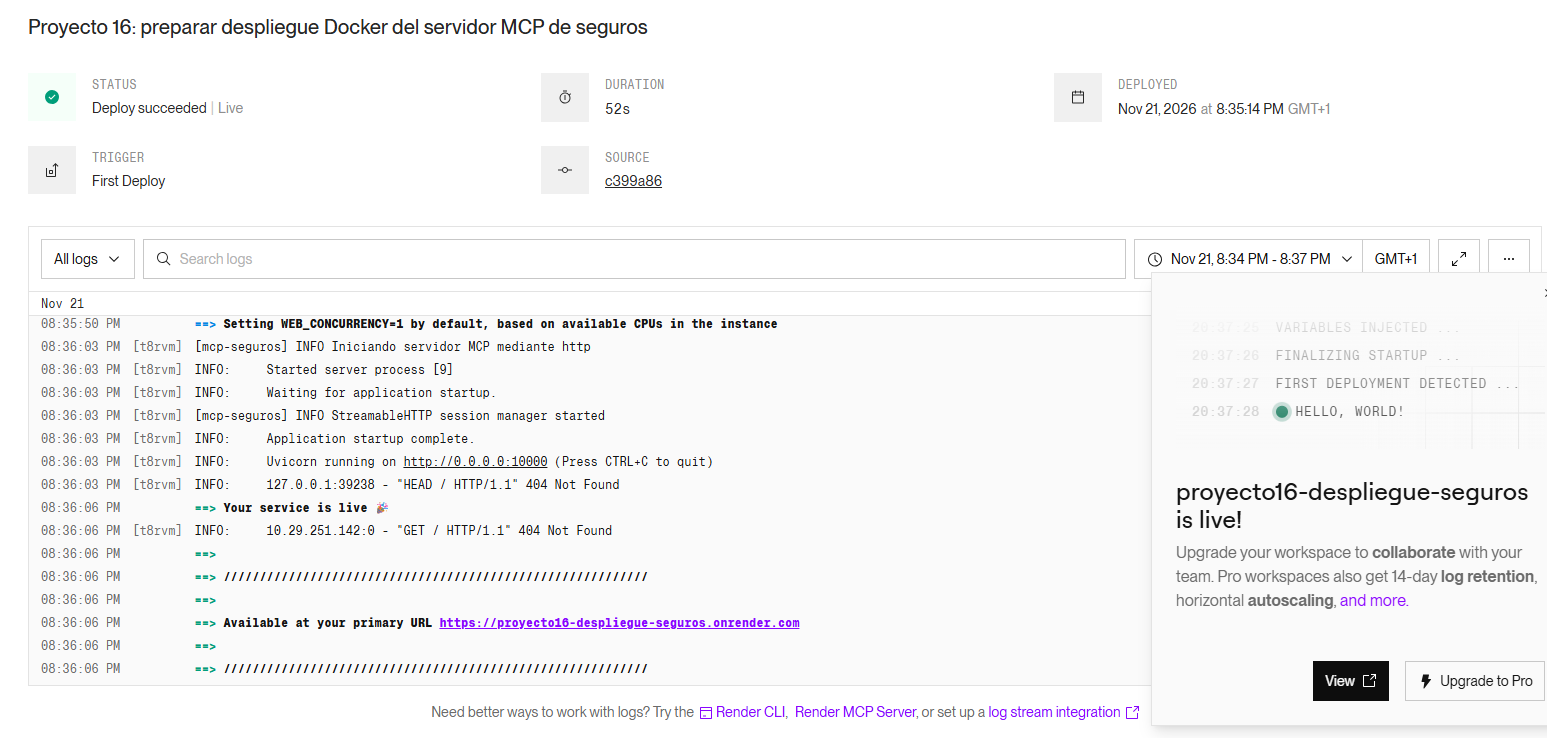 Proyecto 16: preparar despliegue Docker del servidor MCP de seguros
STATUS
Deploy succeeded | Live
DURATION
52s
DEPLOYED
Nov 21, 2026 at 8:35:14 PM GMT+1
TRIGGER
First Deploy
SOURCE
c399a86
All logs
Search logs
Nov 21, 8:34 PM - 8:37 PM
GMT+1
...
Nov 21
08:35:50 PM ==> Setting WEB_CONCURRENCY=1 by default, based on available CPUs in the instance
08:36:03 PM [t8rvm] [mcp-seguros] INFO Iniciando servidor MCP mediante http
08:36:03 PM [t8rvm] INFO: Started server process [9]
08:36:03 PM [t8rvm] INFO: Waiting for application startup.
08:36:03 PM [t8rvm] [mcp-seguros] INFO StreamableHTTP session manager started
08:36:03 PM [t8rvm] INFO: Application startup complete.
08:36:03 PM [t8rvm] INFO: Uvicorn running on http://0.0.0.0:10000 (Press CTRL+C to quit)
08:36:03 PM [t8rvm] INFO: 127.0.0.1:39238 - "HEAD / HTTP/1.1" 404 Not Found
08:36:06 PM ==> Your service is live 🎉
08:36:06 PM [t8rvm] INFO: 10.29.251.142:0 - "GET / HTTP/1.1" 404 Not Found
08:36:06 PM ==>
08:36:06 PM ==> ///////////////////////////////////////////////////////////
08:36:06 PM ==>
08:36:06 PM ==> Available at your primary URL https://proyecto16-despliegue-seguros.onrender.com
08:36:06 PM ==>
08:36:06 PM ==> ///////////////////////////////////////////////////////////
Need better ways to work with logs? Try the Render CLI, Render MCP Server, or set up a log stream integration
20:37:26 VARIABLES INJECTED ...
20:37:26 FINALIZING STARTUP ...
20:37:27 FIRST DEPLOYMENT DETECTED ...
20:37:28 HELLO, WORLD!
proyecto16-despliegue-seguros
is live!
Upgrade your workspace to collaborate with your
team. Pro workspaces also get 14-day log retention,
horizontal autoscaling, and more.
View
Upgrade to Pro